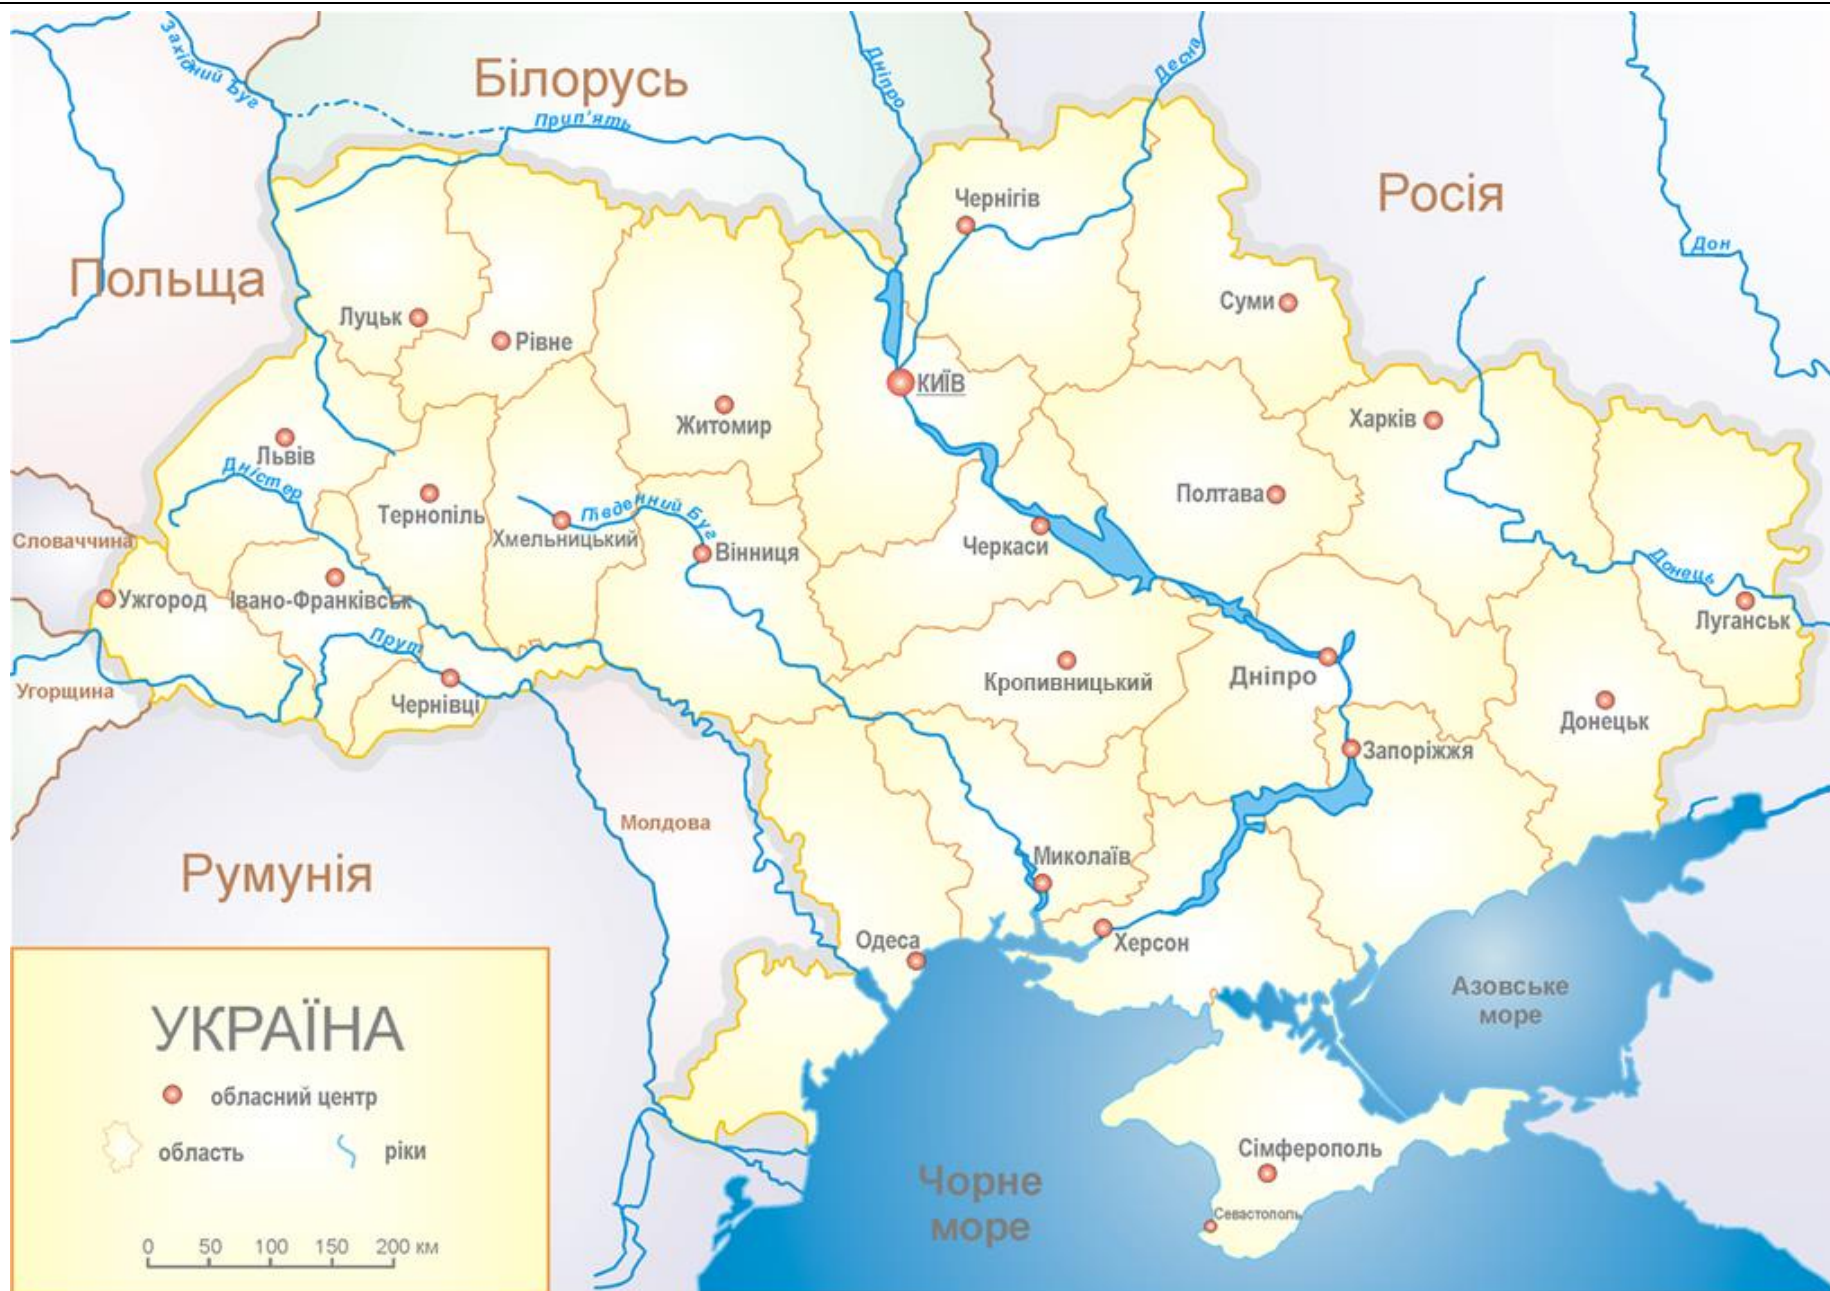 Західний Буг
Білорусь
Прип'ять
Дніпро
Десна
Росія
Дон
Польща
Чернігів
Луцьк
Рівне
Суми
КИЇВ
Житомир
Харків
Львів
Дністер
Тернопіль
Хмельницький
Південний Буг
Вінниця
Полтава
Черкаси
Словаччина
Ужгород
Івано-Франківськ
Прут
Чернівці
Угорщина
Кропивницький
Дніпро
Донець
Луганськ
Донецьк
Запоріжжя
Молдова
Румунія
Миколаїв
Одеса
Херсон
Азовське
море
УКРАЇНА
обласний центр
область
ріки
0 50 100 150 200 км
Чорне
море
Сімферополь
Севастополь